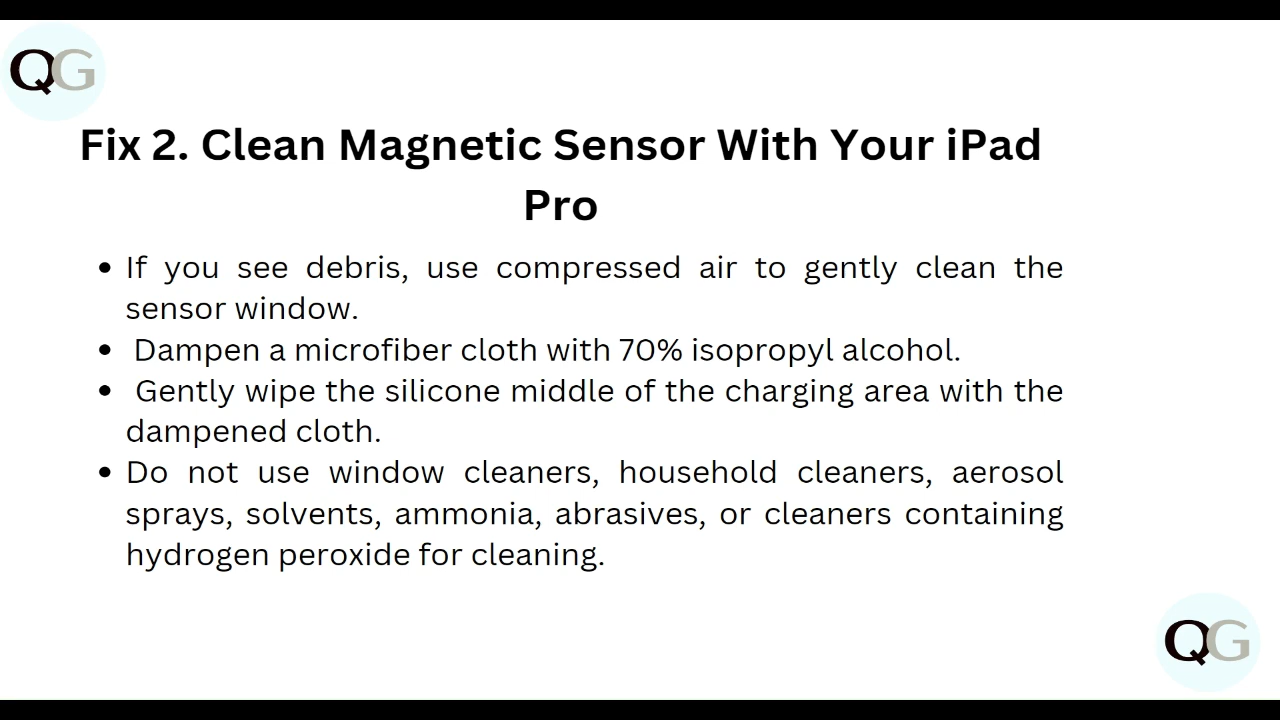 QG
Fix 2. Clean Magnetic Sensor With Your iPad
Pro
• If you see debris, use compressed air to gently clean the
sensor window.
• Dampen a microfiber cloth with 70% isopropyl alcohol.
• Gently wipe the silicone middle of the charging area with the
dampened cloth.
• Do not use window cleaners, household cleaners, aerosol
sprays, solvents, ammonia, abrasives, or cleaners containing
hydrogen peroxide for cleaning.
QG